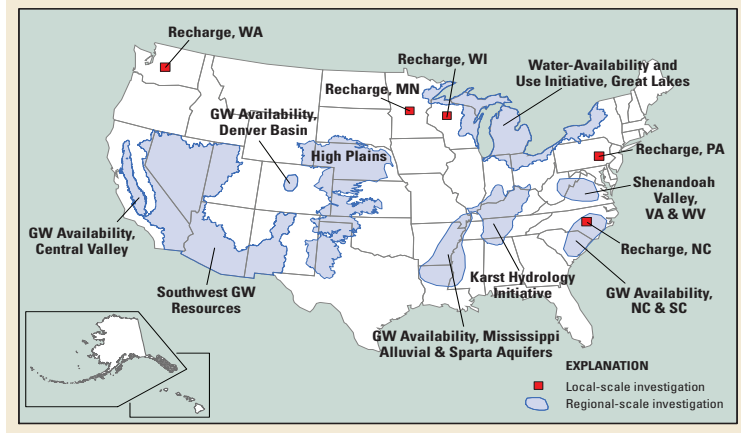 Recharge, WA
Recharge, WI
Water-Availability and
Use Initiative, Great Lakes
Recharge, MN
GW Availability,
Denver Basin
High Plains
Recharge, PA
Shenandoah
Valley,
VA & WV
GW Availability,
Central Valley
Recharge, NC
Karst Hydrology
Initiative
Southwest GW
Resources
GW Availability,
NC & SC
GW Availability, Mississippi
Alluvial & Sparta Aquifers
EXPLANATION
Local-scale investigation
Regional-scale investigation